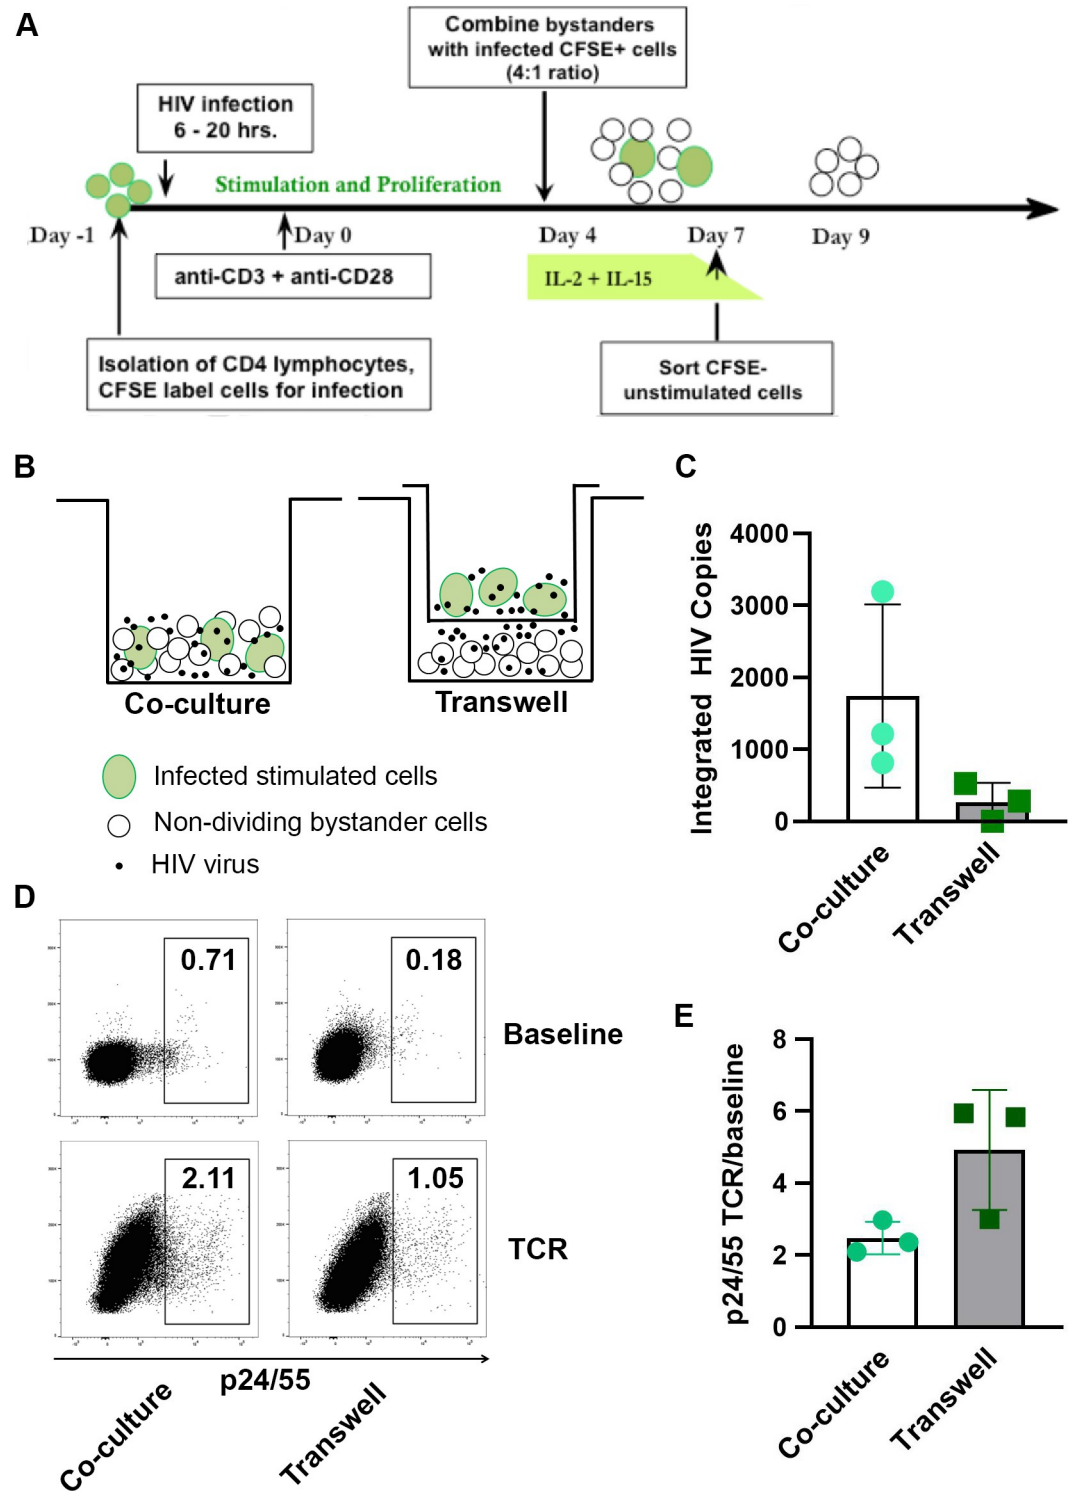 A
Combine bystanders
with infected CFSE+ cells
(4:1 ratio)
HIV infection
6 - 20 hrs.
Stimulation and Proliferation
Day -1
Day 0
Day 4
Day 7
Day 9
anti-CD3 + anti-CD28
IL-2 + IL-15
Isolation of CD4 lymphocytes,
CFSE label cells for infection
Sort CFSE-
unstimulated cells
B
Co-culture
Transwell
Infected stimulated cells
Non-dividing bystander cells
HIV virus
C
Integrated HIV Copies
4000
3000
2000
1000
0
Co-culture
Transwell
D
0.71
0.18
Baseline
2.11
1.05
TCR
p24/55
Co-culture
Transwell
E
p24/55 TCR/baseline
8
6
4
2
0
Co-culture
Transwell